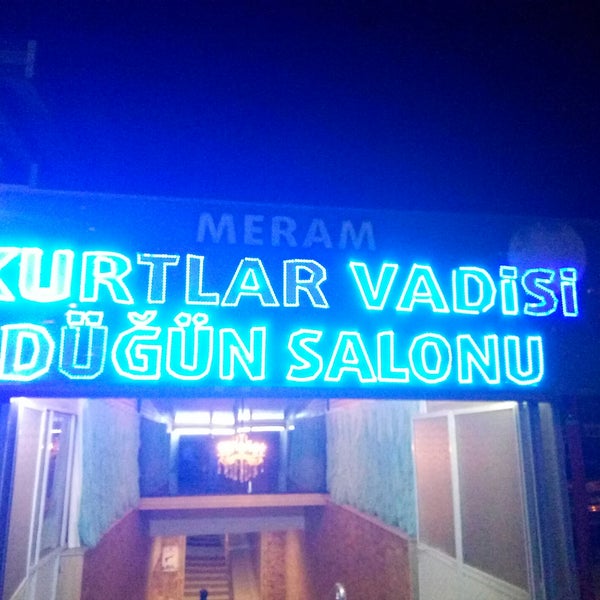 MERAM
KURTLAR VADİSİ
DÜĞÜN SALONU